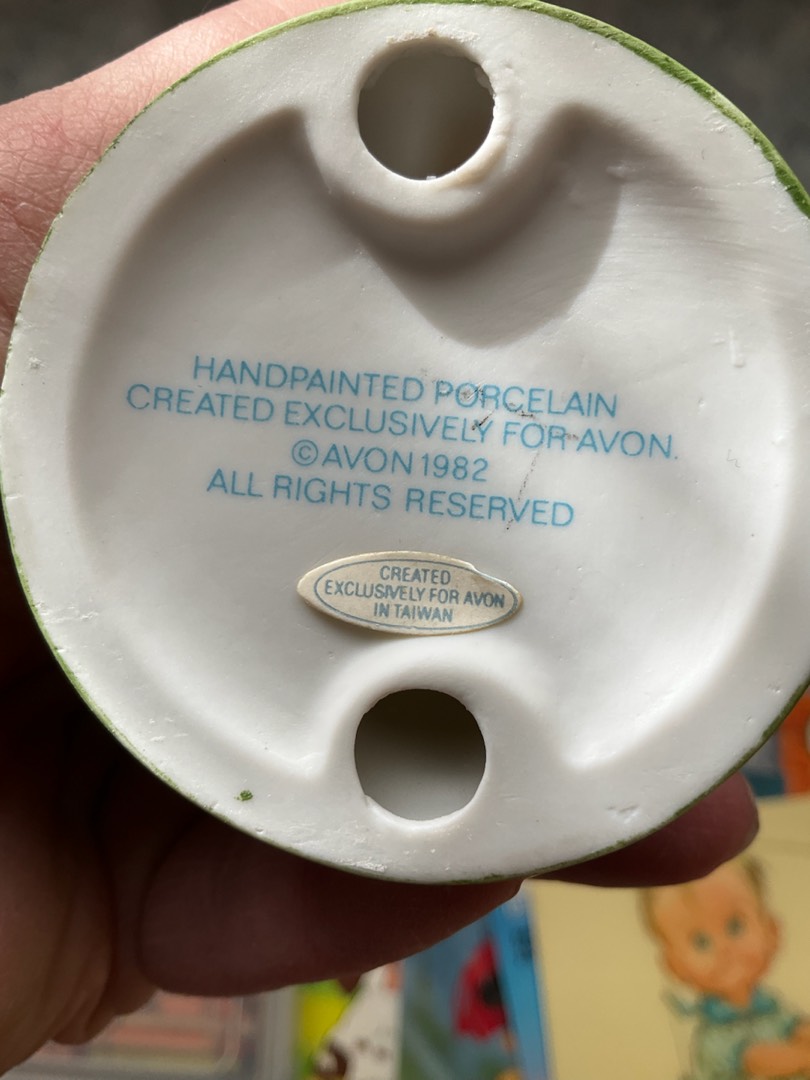 HANDPAINTED PORCELAIN
CREATED EXCLUSIVELY FOR AVON.
©AVON 1982
ALL RIGHTS RESERVED
CREATED
EXCLUSIVELY FOR AVON
IN TAIWAN